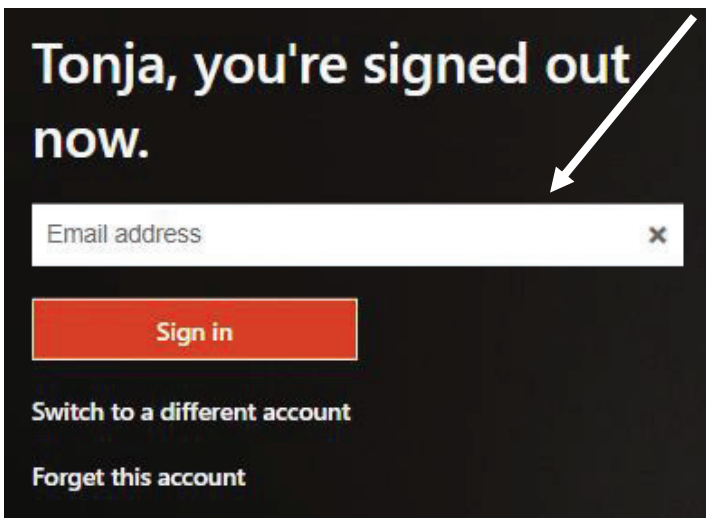 Tonja, you're signed out
now.
Email address
Sign in
Switch to a different account
Forget this account